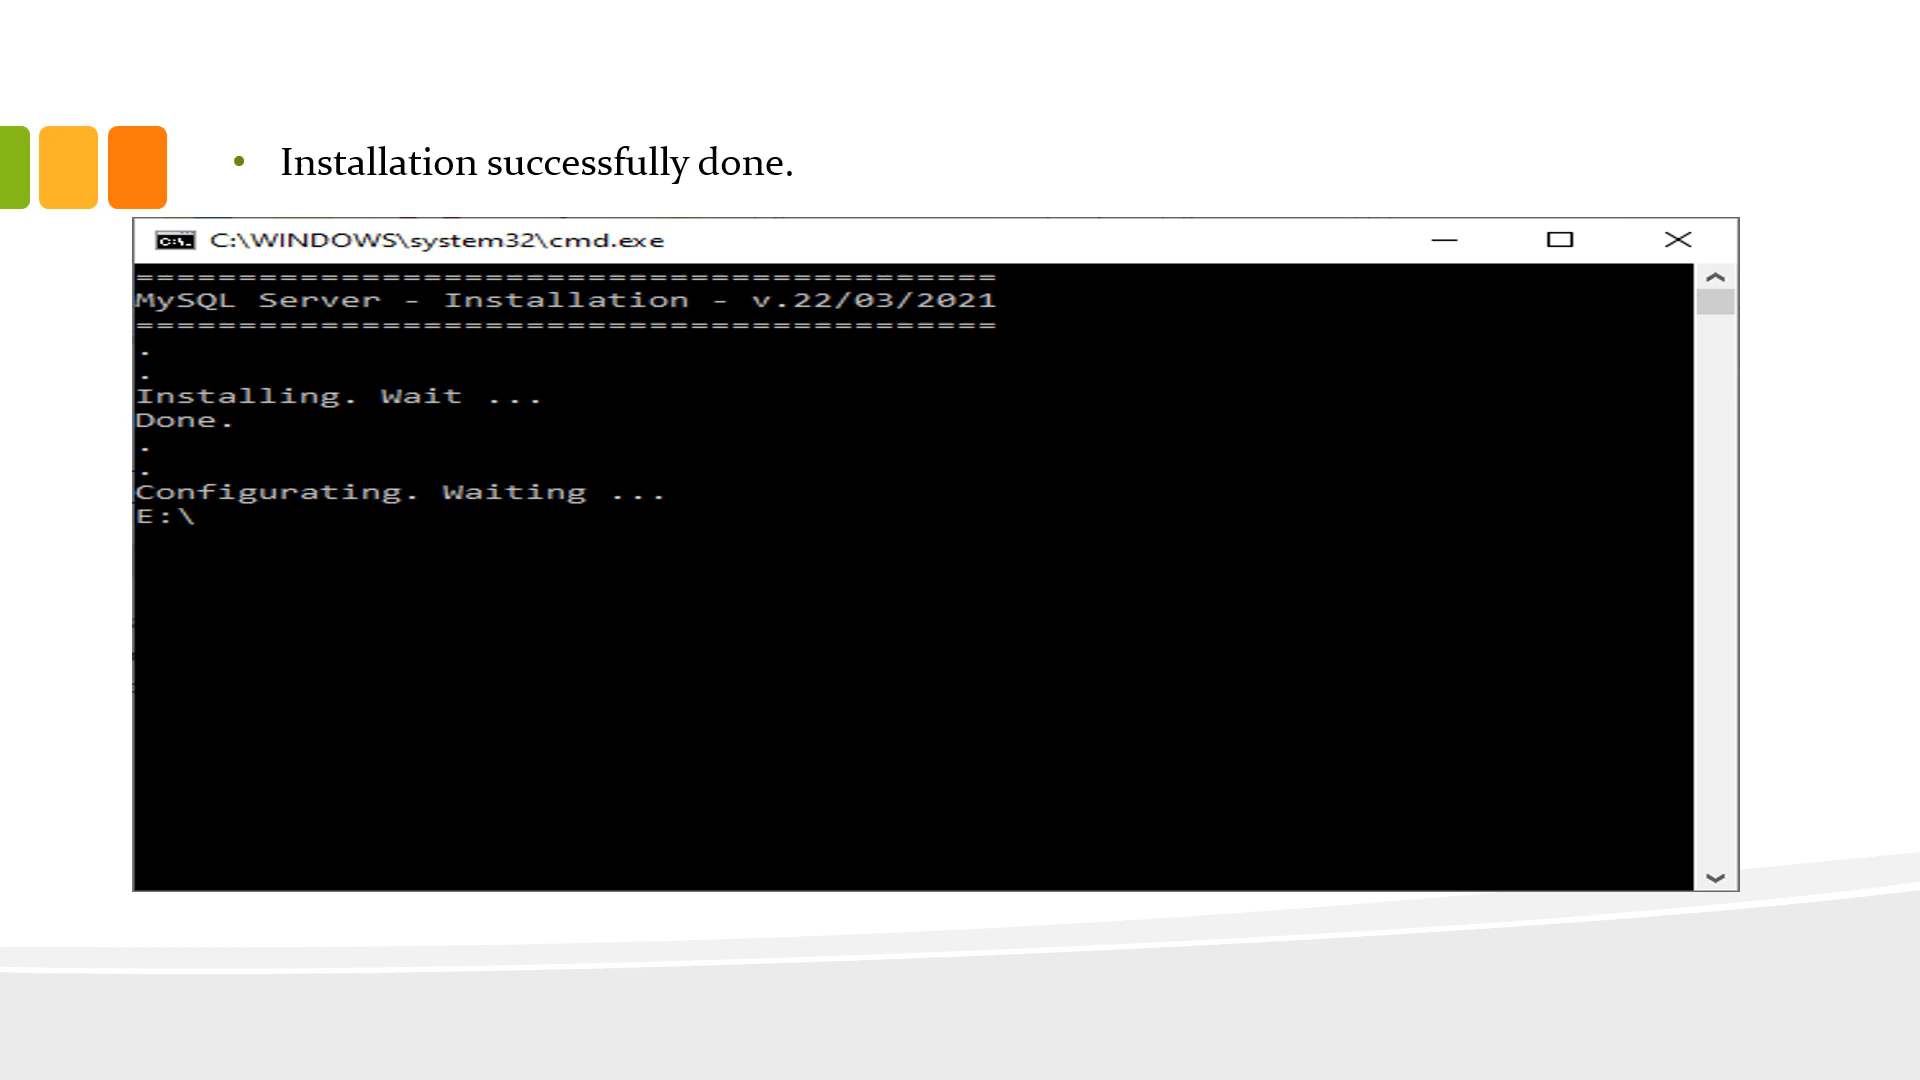 • Installation successfully done.
C:\WINDOWS\system32\cmd.exe
==========================================
MySQL Server - Installation - v.22/03/2021
==========================================
.
.
Installing. Wait ...
Done.
.
.
Configurating. Waiting ...
E:\